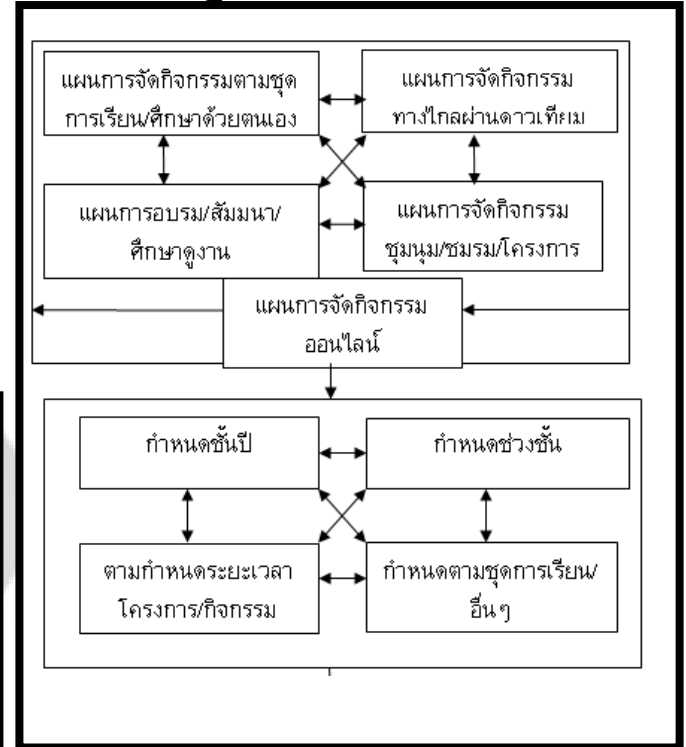 แผนการจัดกิจกรรมตามชุด
การเรียน/ศึกษาด้วยตนเอง
แผนการจัดกิจกรรม
ทางไกลผ่านดาวเทียม
แผนการอบรม/สัมมนา/
ศึกษาดูงาน
แผนการจัดกิจกรรม
ชุมนุม/ชมรม/โครงการ
แผนการจัดกิจกรรม
ออนไลน์
กำหนดชั้นปี
กำหนดช่วงชั้น
ตามกำหนดระยะเวลา
โครงการ/กิจกรรม
กำหนดตามชุดการเรียน/
อื่นๆ